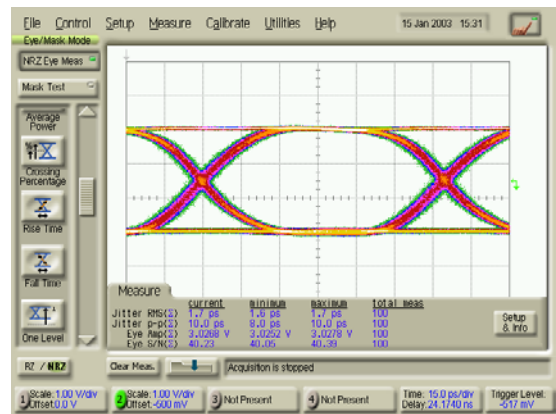 File Control Setup Measure Calibrate Utilities Help 15 Jan 2003 15:31
Eye/Mask Mode
NRZ Eye Meas
Mask Test
Average
Power
Crossing
Percentage
Rise Time
Fall Time
One Level
Measure
current minimum maximum total meas
Jitter RMS(Σ) 1.7 ps 1.6 ps 1.7 ps 100
Jitter p-p(Σ) 10.0 ps 8.0 ps 10.0 ps 100
Eye Amp(Σ) 3.0268 V 3.0252 V 3.0278 V 100
Eye S/N(Σ) 40.23 40.05 40.39 100
Setup
& Info
RZ / NRZ
Clear Meas.
Acquisition is stopped
1 Scale:1.00 V/div
Offset:0.0 V
2 Scale:1.00 V/div
Offset:-500 mV
3 Not Present
4 Not Present
Time: 15.0 ps/div
Delay:24.1740 ns
Trigger Level:
-517 mV